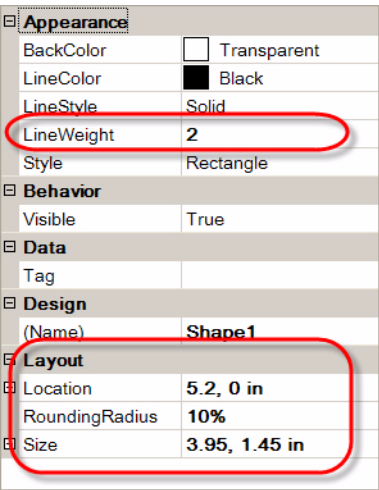 Appearance
BackColor Transparent
LineColor Black
LineStyle Solid
LineWeight 2
Style Rectangle
Behavior
Visible True
Data
Tag
Design
(Name) Shape1
Layout
Location 5.2, 0 in
RoundingRadius 10%
Size 3.95, 1.45 in